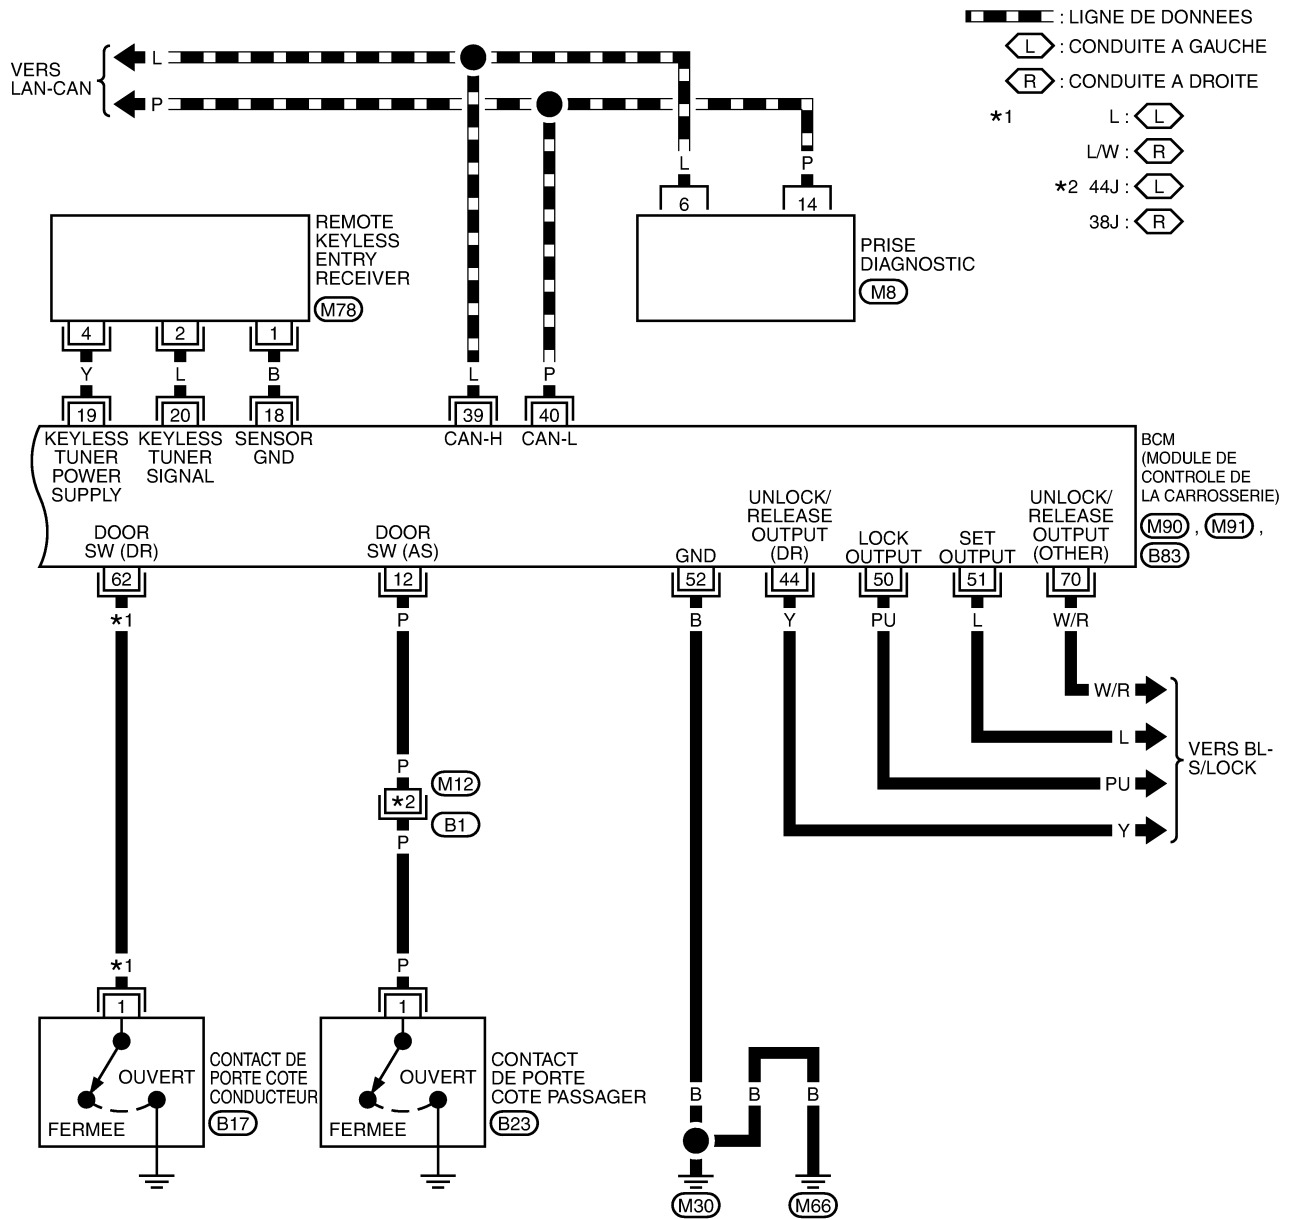 : LIGNE DE DONNEES
L : CONDUITE A GAUCHE
R : CONDUITE A DROITE
*1 L : L
L/W : R
*2 44J : L
38J : R
VERS
LAN-CAN
L
P
L
P
6
14
PRISE
DIAGNOSTIC
M8
REMOTE
KEYLESS
ENTRY
RECEIVER
M78
4
2
1
Y
L
B
L
P
19
20
18
39
40
KEYLESS
TUNER
POWER
SUPPLY
KEYLESS
TUNER
SIGNAL
SENSOR
GND
CAN-H
CAN-L
BCM
(MODULE DE
CONTROLE DE
LA CARROSSERIE)
M90 , M91 ,
B83
DOOR
SW (DR)
DOOR
SW (AS)
GND
UNLOCK/
RELEASE
OUTPUT
(DR)
LOCK
OUTPUT
SET
OUTPUT
UNLOCK/
RELEASE
OUTPUT
(OTHER)
62
12
52
44
50
51
70
*1
P
B
Y
PU
L
W/R
W/R
L
PU
Y
VERS BL-
S/LOCK
P
M12
*2
B1
P
*1
P
1
1
OUVERT
FERMEE
CONTACT DE
PORTE COTE
CONDUCTEUR
B17
OUVERT
FERMEE
CONTACT
DE PORTE
COTE PASSAGER
B23
B
B
B
M30
M66